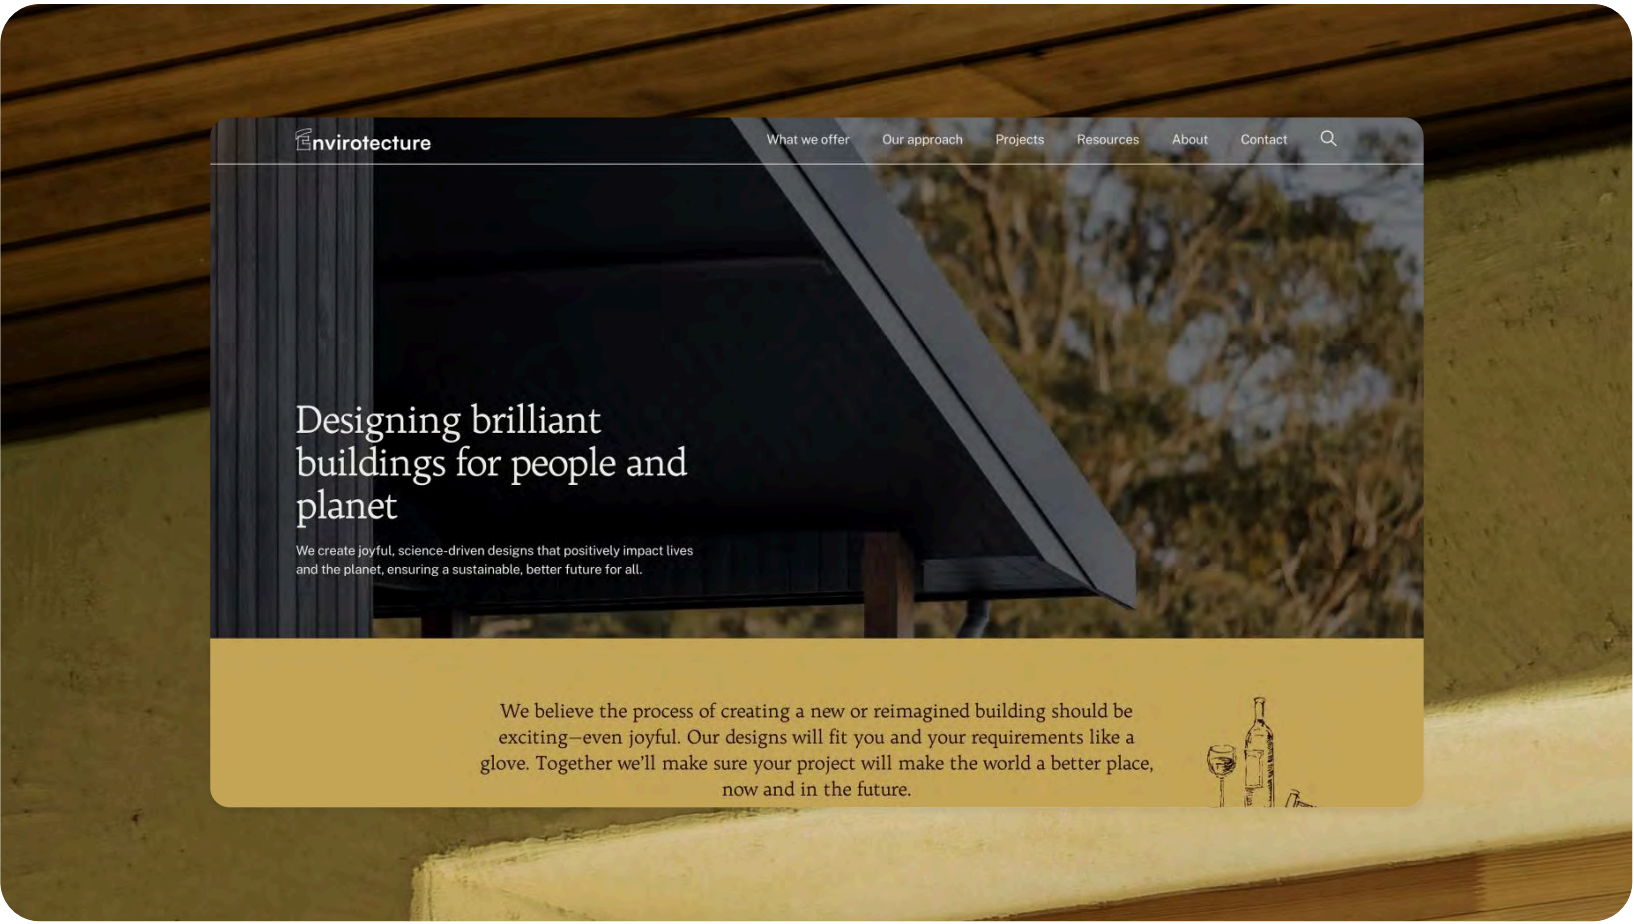 Envirotecture
What we offer
Our approach
Projects
Resources
About
Contact
Designing brilliant
buildings for people and
planet
We create joyful, science-driven designs that positively impact lives
and the planet, ensuring a sustainable, better future for all.
We believe the process of creating a new or reimagined building should be
exciting—even joyful. Our designs will fit you and your requirements like a
glove. Together we’ll make sure your project will make the world a better place,
now and in the future.